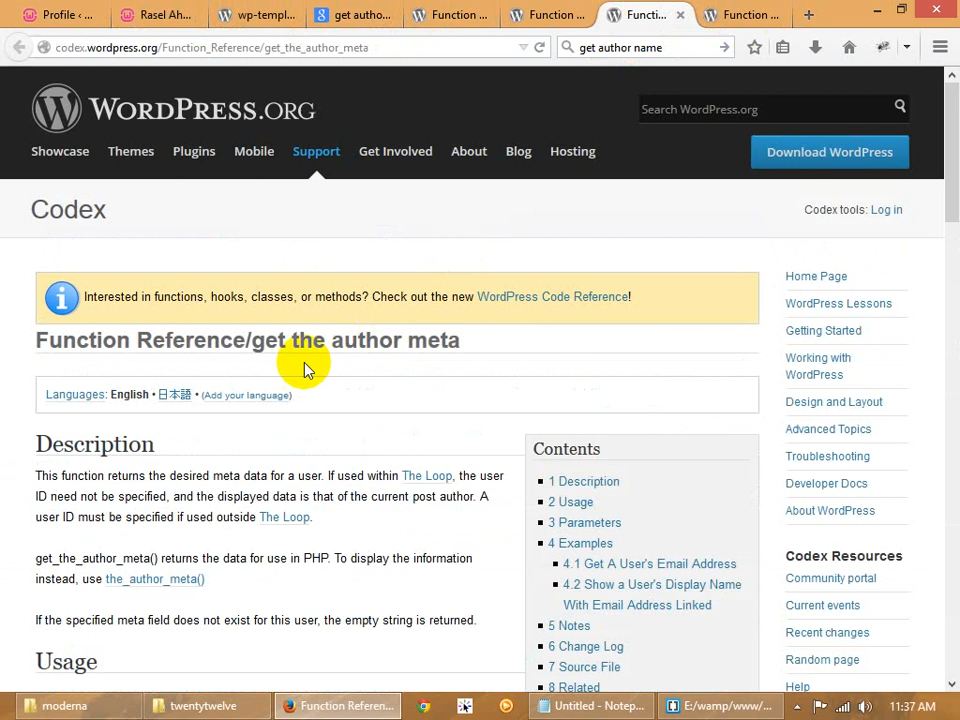 Profile ‹ ...
Rasel Ah...
wp-templ...
get autho...
Function ...
Function ...
Functi...
Function ...
codex.wordpress.org/Function_Reference/get_the_author_meta
get author name
WORDPRESS.ORG
Search WordPress.org
Showcase Themes Plugins Mobile Support Get Involved About Blog Hosting
Download WordPress
Codex
Codex tools: Log in
Interested in functions, hooks, classes, or methods? Check out the new WordPress Code Reference!
Function Reference/get the author meta
Languages: English • 日本語 • (Add your language)
Description
This function returns the desired meta data for a user. If used within The Loop, the user
ID need not be specified, and the displayed data is that of the current post author. A
user ID must be specified if used outside The Loop.
get_the_author_meta() returns the data for use in PHP. To display the information
instead, use the_author_meta()
If the specified meta field does not exist for this user, the empty string is returned.
Usage
Contents
1 Description
2 Usage
3 Parameters
4 Examples
4.1 Get A User's Email Address
4.2 Show a User's Display Name
With Email Address Linked
5 Notes
6 Change Log
7 Source File
8 Related
Home Page
WordPress Lessons
Getting Started
Working with
WordPress
Design and Layout
Advanced Topics
Troubleshooting
Developer Docs
About WordPress
Codex Resources
Community portal
Current events
Recent changes
Random page
Help
moderna
twentytwelve
Function Referen...
Untitled - Notep...
E:/wamp/www/...
11:37 AM